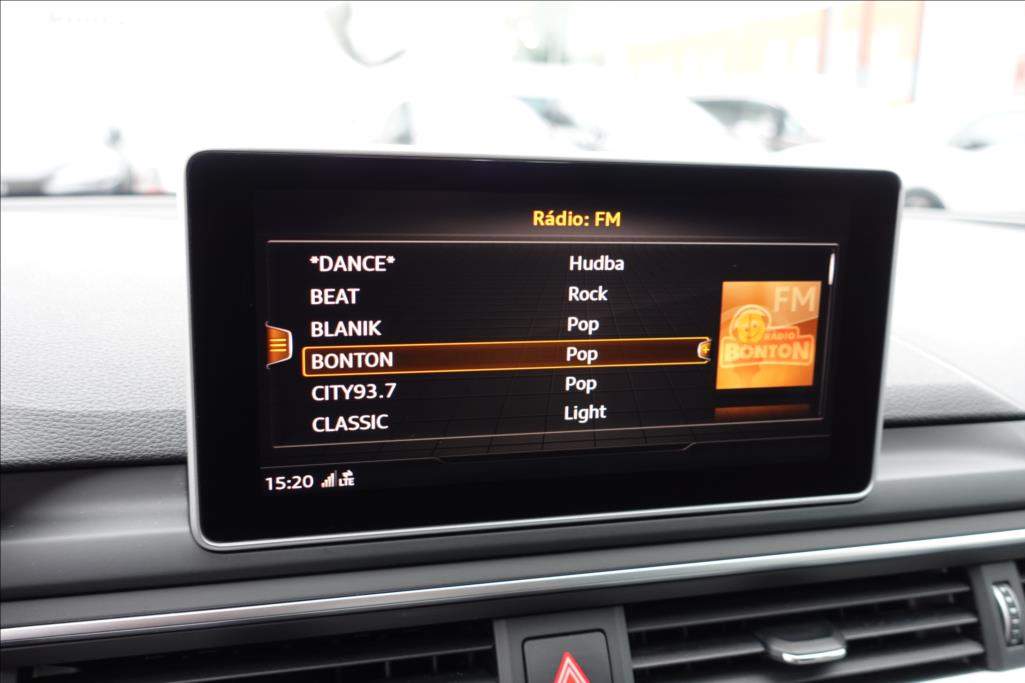 Rádio: FM
*DANCE* Hudba
BEAT Rock
BLANIK Pop
BONTON Pop
CITY93.7 Pop
CLASSIC Light
FM
RÁDIO
BONTON
15:20 LTE